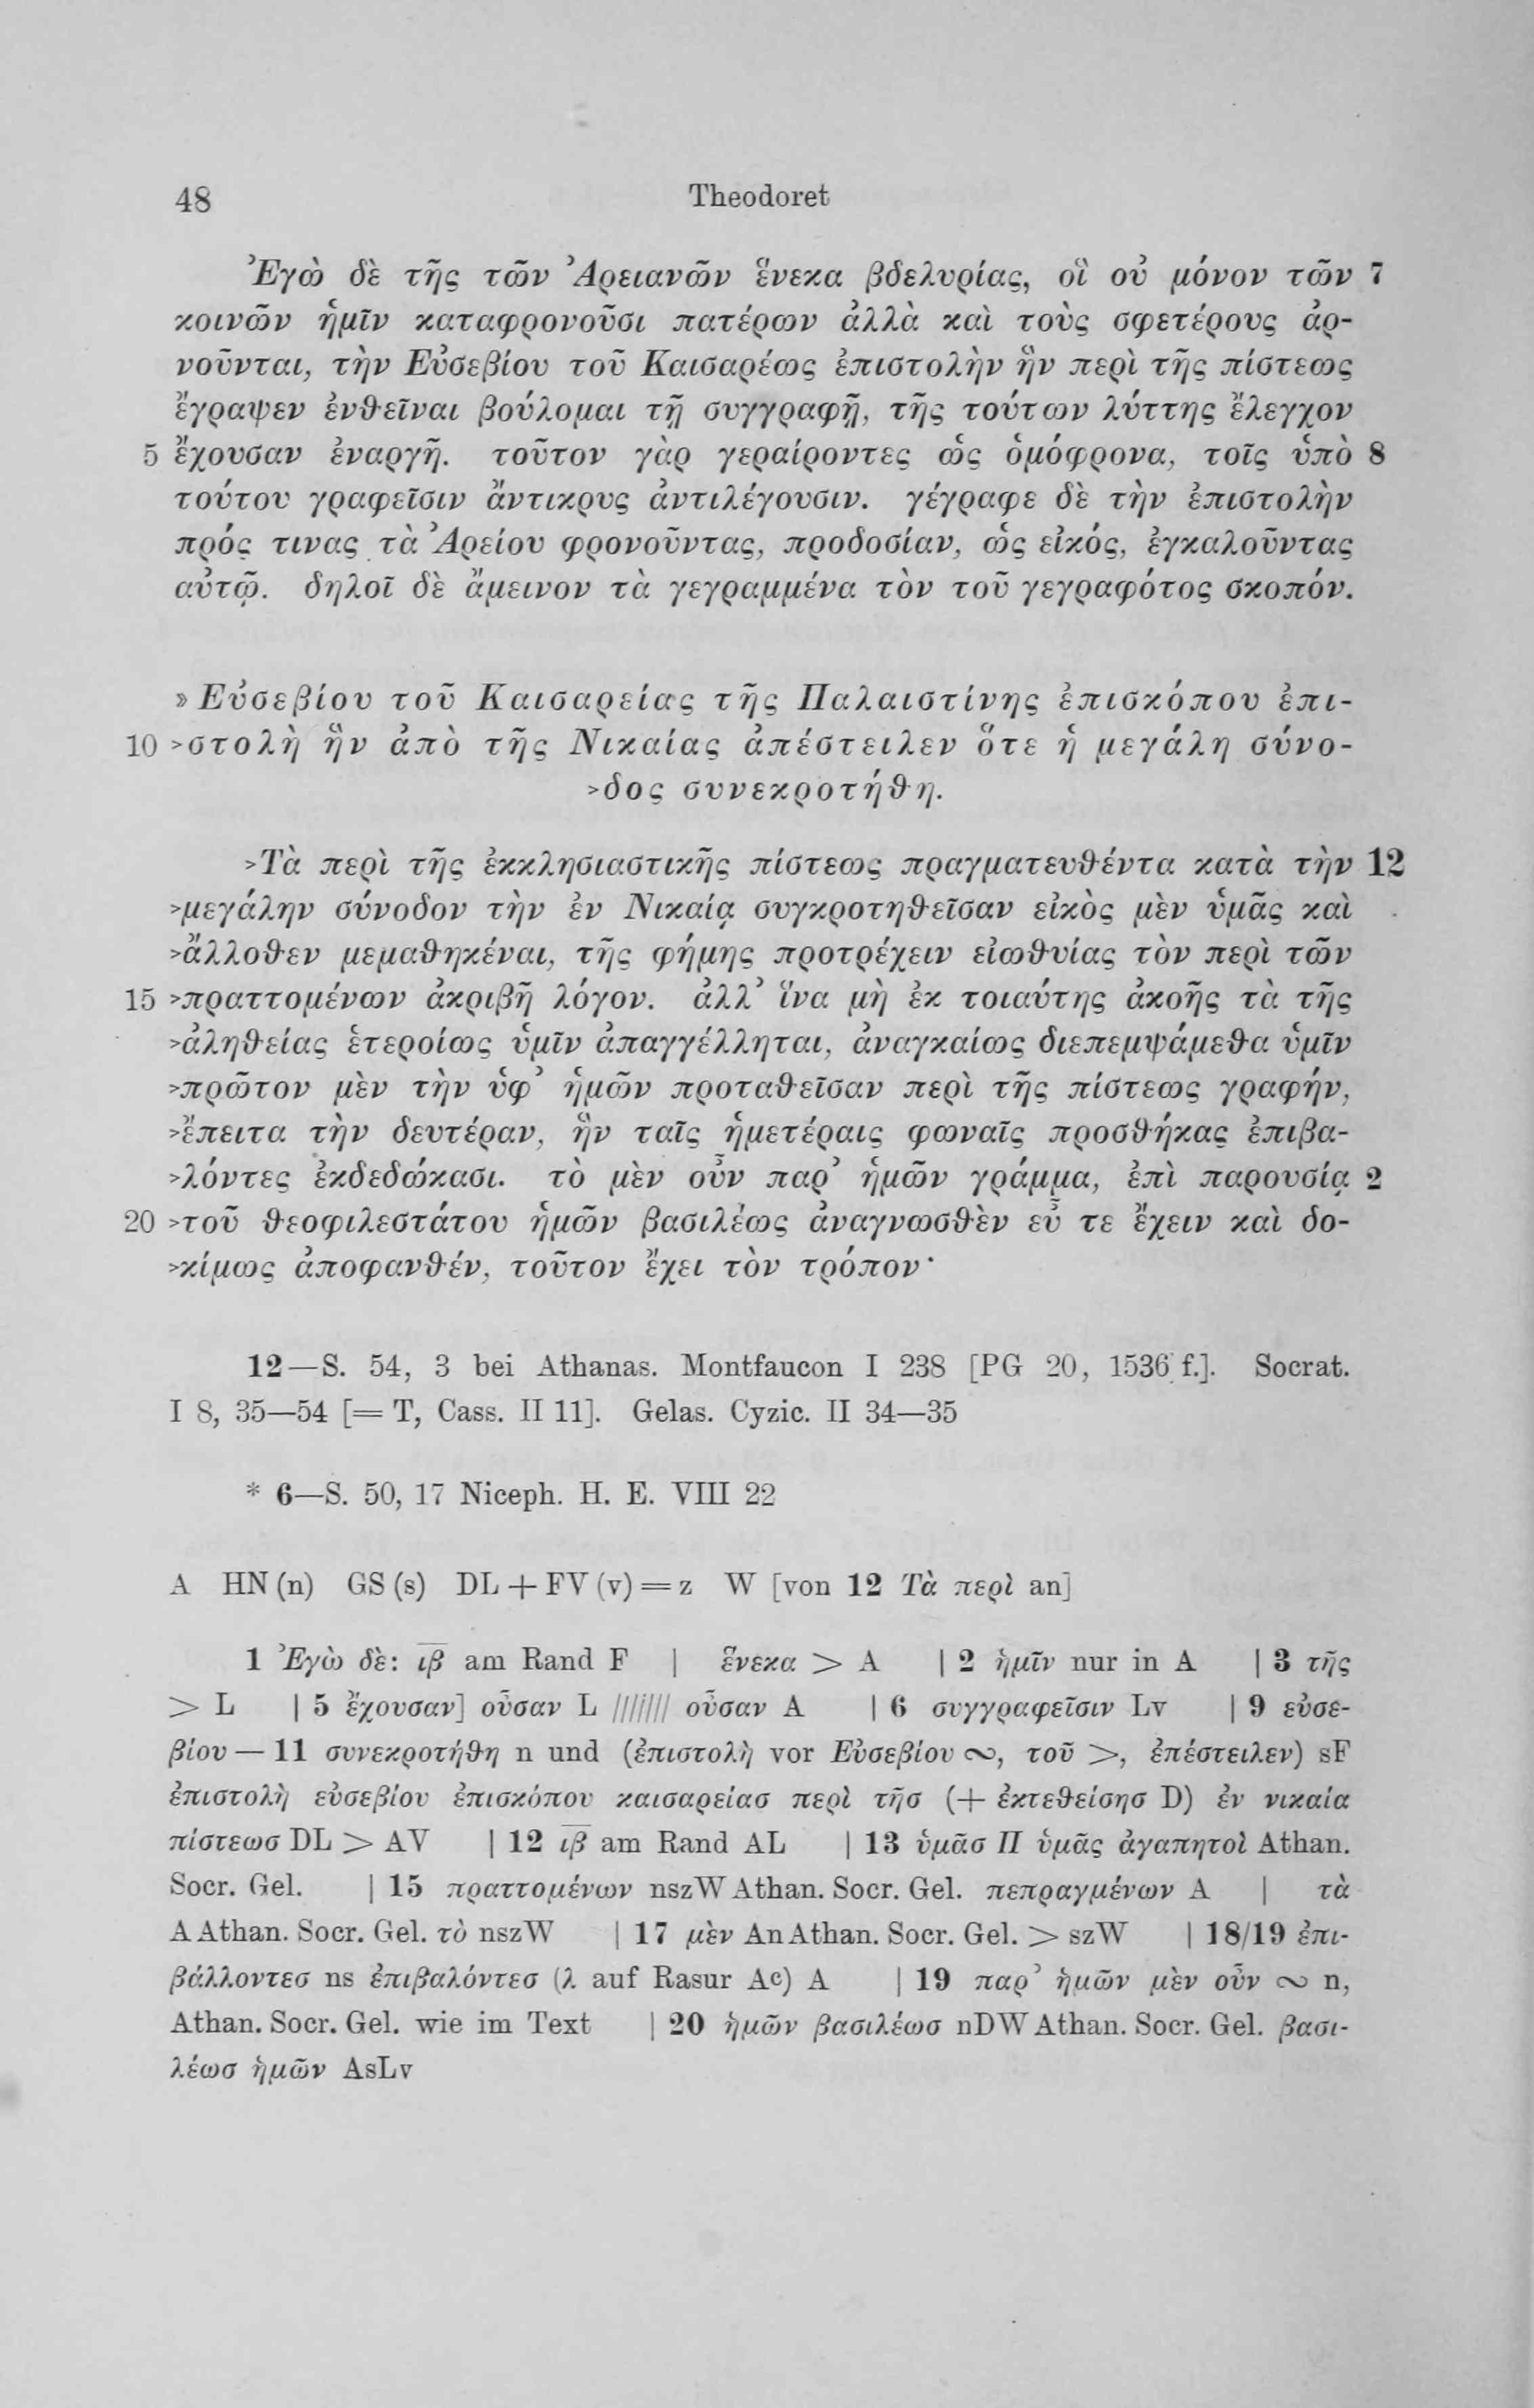 48 Theodoret
Ἐγὼ δὲ τῆς τῶν Ἀρειανῶν ἕνεκα βδελυρίας, οἳ οὐ μόνον τῶν 7
κοινῶν ἡμῖν καταφρονοῦσι πατέρων ἀλλὰ καὶ τοὺς σφετέρους ἀρ-
νοῦνται, τὴν Εὐσεβίου τοῦ Καισαρέως ἐπιστολὴν ἣν περὶ τῆς πίστεως
ἔγραψεν ἐνθεῖναι βούλομαι τῇ συγγραφῇ, τῆς τούτων λύττης ἔλεγχον
5 ἔχουσαν ἐναργῆ. τοῦτον γὰρ γεραίροντες ὡς ὁμόφρονα, τοῖς ὑπὸ 8
τούτου γραφεῖσιν ἄντικρυς ἀντιλέγουσιν. γέγραφε δὲ τὴν ἐπιστολὴν
πρός τινας τὰ Ἀρείου φρονοῦντας, προδοσίαν, ὡς εἰκός, ἐγκαλοῦντας
αὐτῷ. δηλοῖ δὲ ἄμεινον τὰ γεγραμμένα τὸν τοῦ γεγραφότος σκοπόν.
»Εὐσεβίου τοῦ Καισαρείας τῆς Παλαιστίνης ἐπισκόπου ἐπι-
10 >στολὴ ἣν ἀπὸ τῆς Νικαίας ἀπέστειλεν ὅτε ἡ μεγάλη σύνο-
>δος συνεκροτήθη.
>Τὰ περὶ τῆς ἐκκλησιαστικῆς πίστεως πραγματευθέντα κατὰ τὴν 12
>μεγάλην σύνοδον τὴν ἐν Νικαίᾳ συγκροτηθεῖσαν εἰκὸς μὲν ὑμᾶς καὶ
>ἄλλοθεν μεμαθηκέναι, τῆς φήμης προτρέχειν εἰωθυίας τὸν περὶ τῶν
15 >πραττομένων ἀκριβῆ λόγον. ἀλλ’ ἵνα μὴ ἐκ τοιαύτης ἀκοῆς τὰ τῆς
>ἀληθείας ἑτεροίως ὑμῖν ἀπαγγέλληται, ἀναγκαίως διεπεμψάμεθα ὑμῖν
>πρῶτον μὲν τὴν ὑφ’ ἡμῶν προταθεῖσαν περὶ τῆς πίστεως γραφήν,
>ἔπειτα τὴν δευτέραν, ἣν ταῖς ἡμετέραις φωναῖς προσθήκας ἐπιβα-
>λόντες ἐκδεδώκασι. τὸ μὲν οὖν παρ’ ἡμῶν γράμμα, ἐπὶ παρουσίᾳ 2
20 >τοῦ θεοφιλεστάτου ἡμῶν βασιλέως ἀναγνωσθὲν εὖ τε ἔχειν καὶ δο-
>κίμως ἀποφανθέν, τοῦτον ἔχει τὸν τρόπον·
12—S. 54, 3 bei Athanas. Montfaucon I 238 [PG 20, 1536 f.]. Socrat.
I 8, 35—54 [= T, Cass. II 11]. Gelas. Cyzic. II 34—35
* 6—S. 50, 17 Niceph. H. E. VIII 22
A HN (n) GS (s) DL + FV (v) = z W [von 12 Τὰ περὶ an]
1 Ἐγὼ δὲ: ι̅β̅ am Rand F | ἕνεκα > A | 2 ἡμῖν nur in A | 3 τῆς
> L | 5 ἔχουσαν] οὖσαν L ///i//// οὖσαν A | 6 συγγραφεῖσιν Lv | 9 εὐσε-
βίου — 11 συνεκροτήθη n und (ἐπιστολὴ vor Εὐσεβίου ∾, τοῦ >, ἐπέστειλεν) sF
ἐπιστολὴ εὐσεβίου ἐπισκόπου καισαρείασ περὶ τῆσ (+ ἐκτεθείσησ D) ἐν νικαία
πίστεωσ DL > AV | 12 ι̅β̅ am Rand AL | 13 ὑμᾶσ Π ὑμᾶς ἀγαπητοὶ Athan.
Socr. Gel. | 15 πραττομένων nszW Athan. Socr. Gel. πεπραγμένων A | τὰ
A Athan. Socr. Gel. τὸ nszW | 17 μὲν An Athan. Socr. Gel. > szW | 18/19 ἐπι-
βάλλοντεσ ns ἐπιβαλόντεσ (λ auf Rasur Ac) A | 19 παρ’ ἡμῶν μὲν οὖν ∾ n,
Athan. Socr. Gel. wie im Text | 20 ἡμῶν βασιλέωσ nDW Athan. Socr. Gel. βασι-
λέωσ ἡμῶν AsLv